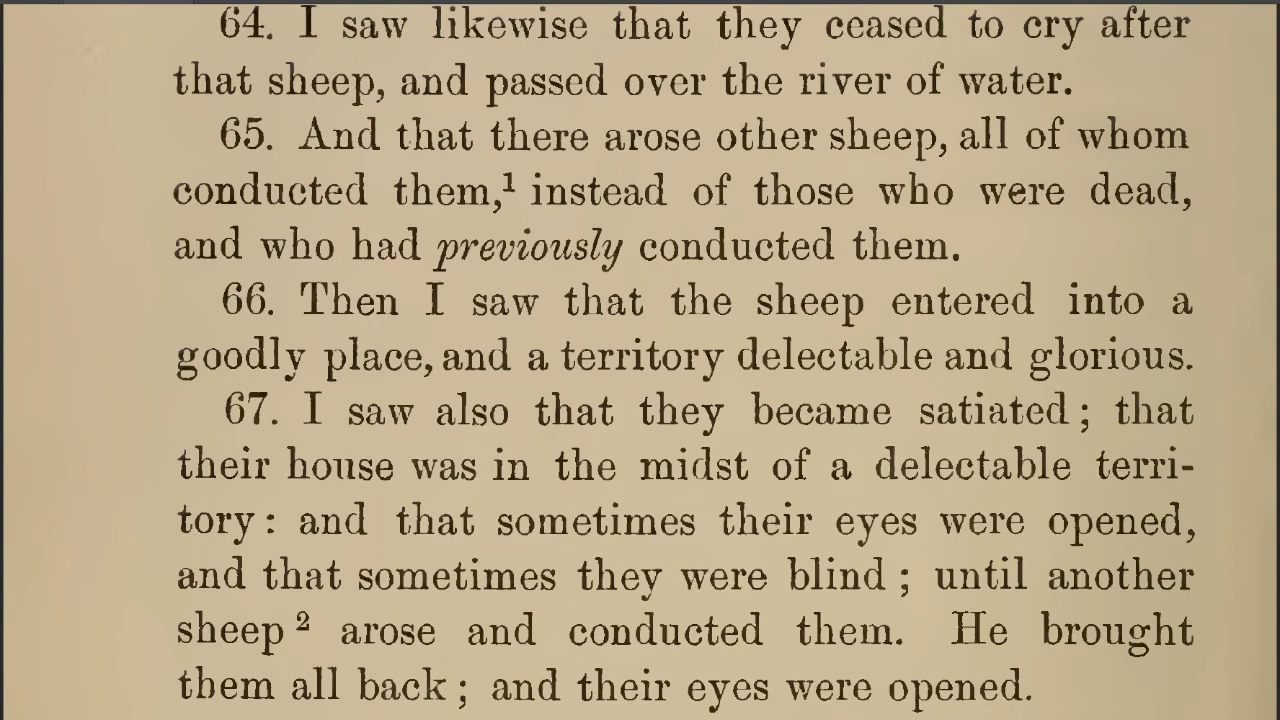 64. I saw likewise that they ceased to cry after
that sheep, and passed over the river of water.
65. And that there arose other sheep, all of whom
conducted them,¹ instead of those who were dead,
and who had previously conducted them.
66. Then I saw that the sheep entered into a
goodly place, and a territory delectable and glorious.
67. I saw also that they became satiated; that
their house was in the midst of a delectable terri-
tory: and that sometimes their eyes were opened,
and that sometimes they were blind; until another
sheep ² arose and conducted them. He brought
them all back; and their eyes were opened.